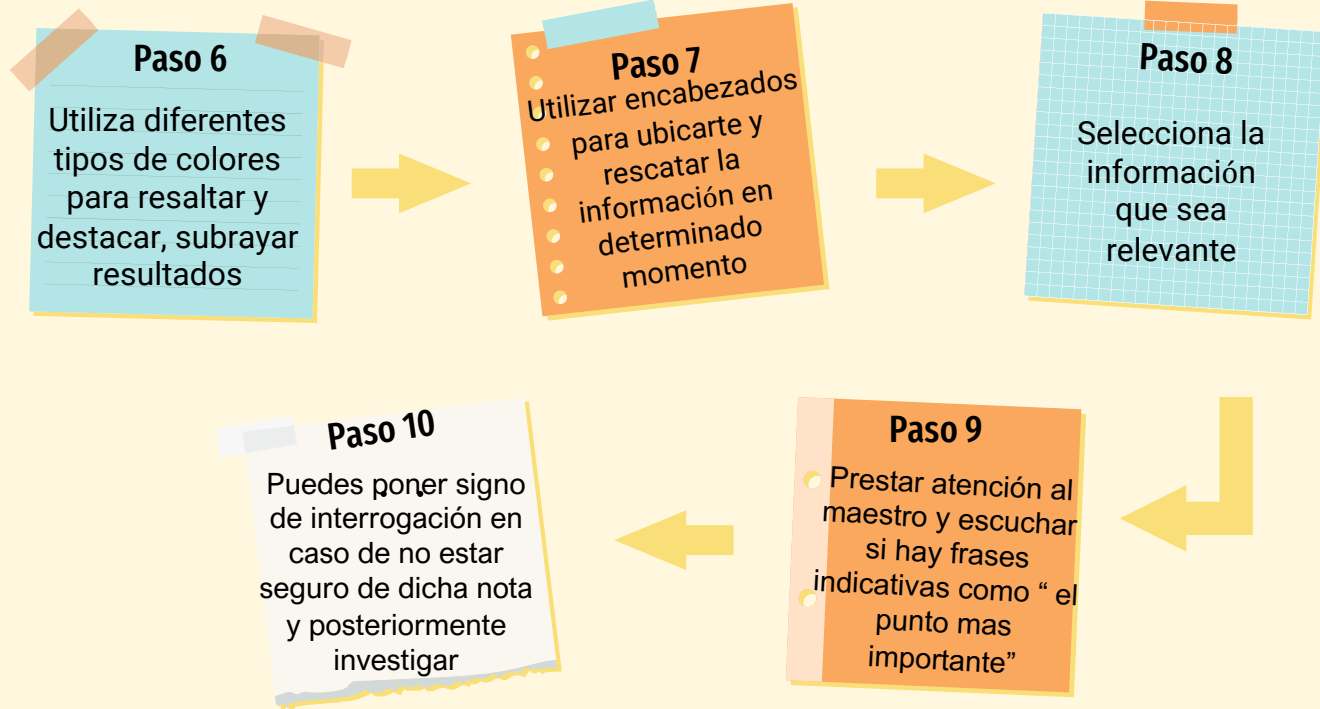 Paso 6
Utiliza diferentes
tipos de colores
para resaltar y
destacar, subrayar
resultados
Paso 7
Utilizar encabezados
para ubicarte y
rescatar la
información en
determinado
momento
Paso 8
Selecciona la
información
que sea
relevante
Paso 9
Prestar atención al
maestro y escuchar
si hay frases
indicativas como “ el
punto mas
importante”
Paso 10
Puedes poner signo
de interrogación en
caso de no estar
seguro de dicha nota
y posteriormente
investigar